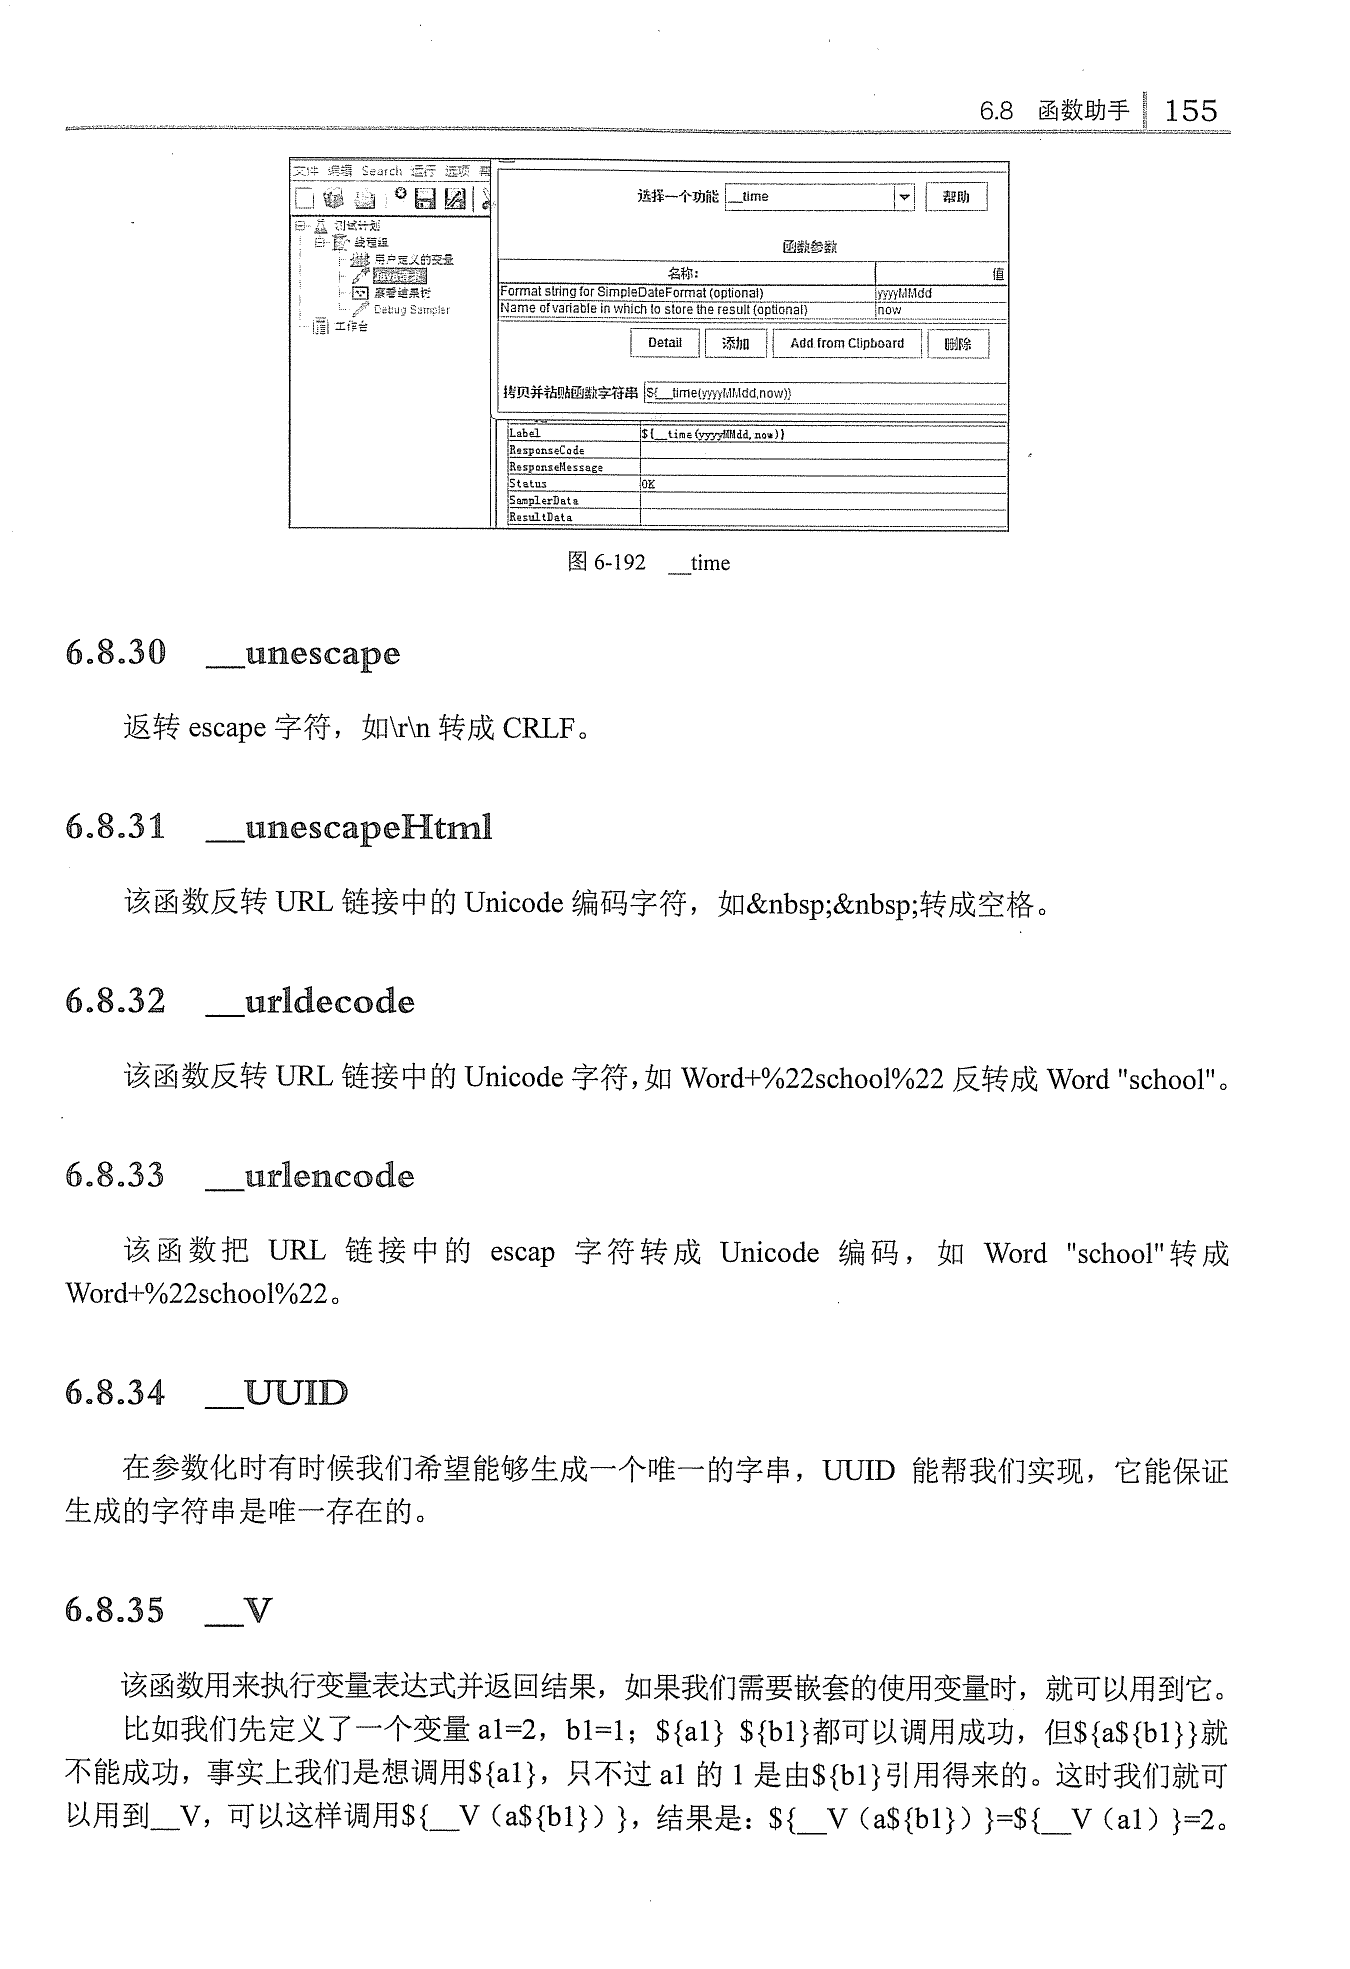 6.8 函数助手 155
文件 编辑 Search 运行 选项
测试计划
线程组
用户定义的变量
察看结果树
Debug Sampler
工作台
选择一个功能 __time 帮助
函数参数
名称: 值
Format string for SimpleDateFormat (optional) yyyyMMdd
Name of variable in which to store the result (optional) now
Detail 添加 Add from Clipboard 删除
拷贝并粘贴函数字符串 ${__time(yyyyMMdd,now)}
Label ${__time(yyyyMMdd,now)}
ResponseCode
ResponseMessage
Status OK
SamplerData
ResultData
图 6-192 __time
6.8.30 __unescape
返转 escape 字符，如\r\n 转成 CRLF。
6.8.31 __unescapeHtml
该函数反转 URL 链接中的 Unicode 编码字符，如&nbsp;&nbsp;转成空格。
6.8.32 __urldecode
该函数反转 URL 链接中的 Unicode 字符，如 Word+%22school%22 反转成 Word "school"。
6.8.33 __urlencode
该函数把 URL 链接中的 escap 字符转成 Unicode 编码，如 Word "school"转成
Word+%22school%22。
6.8.34 __UUID
在参数化时有时候我们希望能够生成一个唯一的字串，UUID 能帮我们实现，它能保证
生成的字符串是唯一存在的。
6.8.35 __V
该函数用来执行变量表达式并返回结果，如果我们需要嵌套的使用变量时，就可以用到它。
比如我们先定义了一个变量 a1=2，b1=1；${a1} ${b1}都可以调用成功，但${a${b1}}就
不能成功，事实上我们是想调用${a1}，只不过 a1 的 1 是由${b1}引用得来的。这时我们就可
以用到__V，可以这样调用${__V（a${b1}）}，结果是：${__V（a${b1}）}=${__V（a1）}=2。